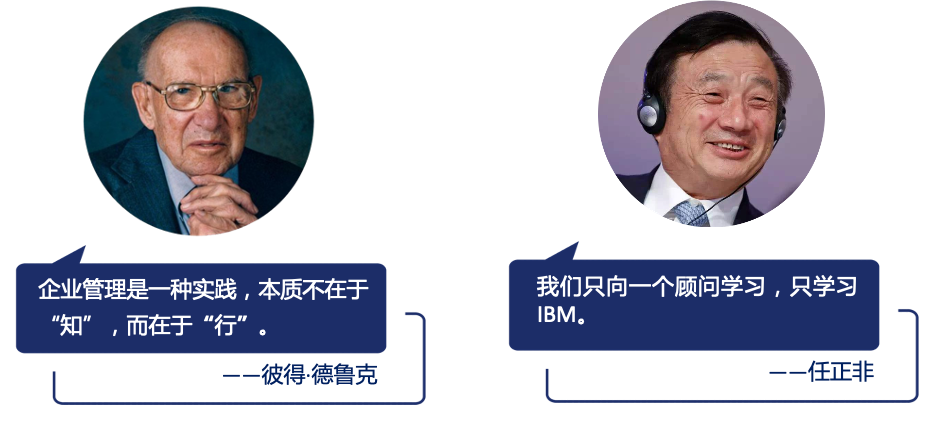 企业管理是一种实践，本质不在于
“知”，而在于“行”。
——彼得·德鲁克
我们只向一个顾问学习，只学习
IBM。
——任正非